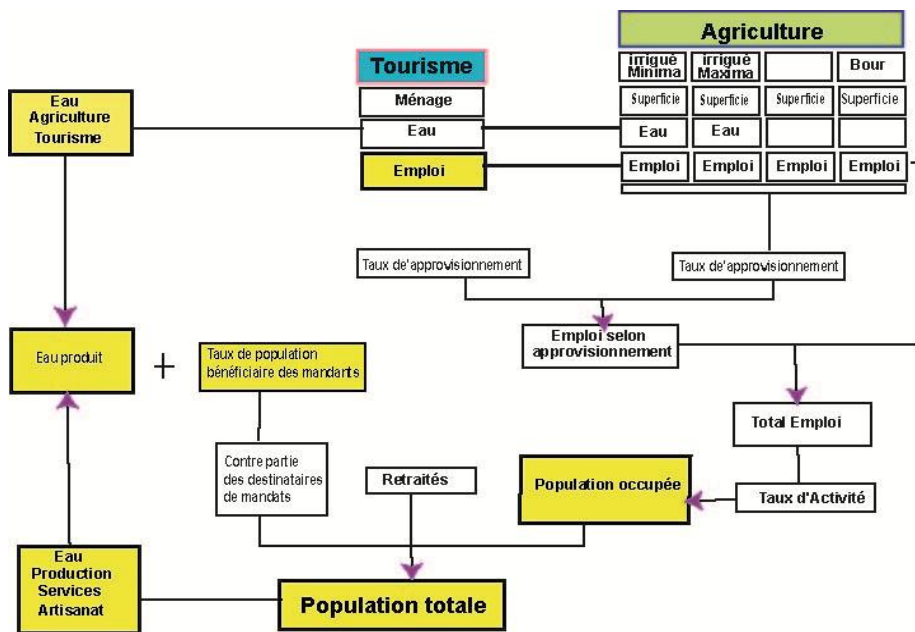 Agriculture
Tourisme
irrigué Minima
irrigué Maxima
Bour
Ménage
Superficie
Superficie
Superficie
Superficie
Eau
Agriculture
Tourisme
Eau
Eau
Eau
Emploi
Emploi
Emploi
Emploi
Emploi
Taux de'approvisionnement
Taux de'approvisionnement
Emploi selon
approvisionnement
Eau produit
+
Taux de population
bénéficiaire des mandants
Total Emploi
Contre partie
des destinataires
de mandats
Retraités
Population occupée
Taux d'Activité
Eau
Production
Services
Artisanat
Population totale